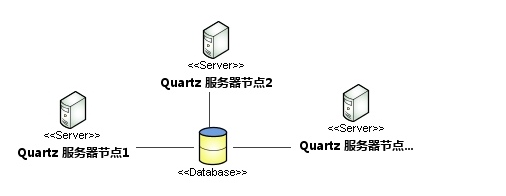 <<Server>>
Quartz 服务器节点2
<<Server>>
Quartz 服务器节点1
<<Server>>
Quartz 服务器节点...
<<Database>>